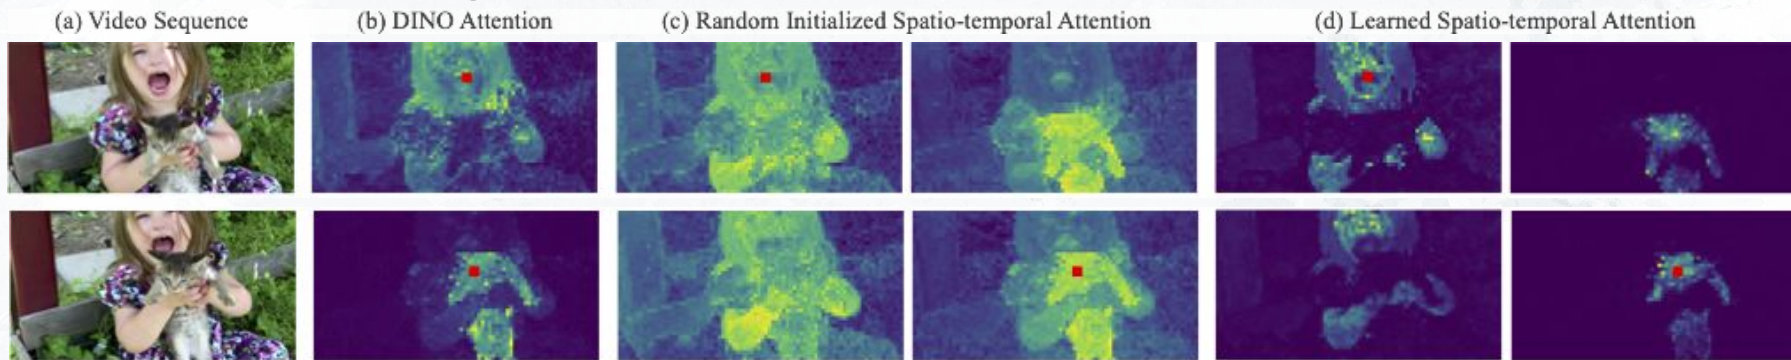 (a) Video Sequence
(b) DINO Attention
(c) Random Initialized Spatio-temporal Attention
(d) Learned Spatio-temporal Attention